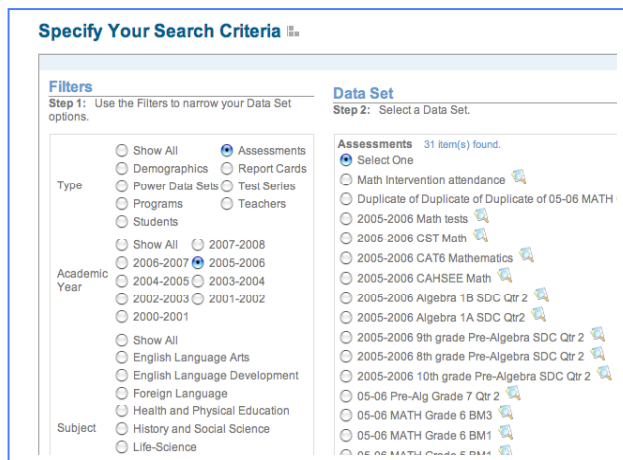 Specify Your Search Criteria
Filters
Step 1: Use the Filters to narrow your Data Set
options.
Type
Show All
Assessments
Demographics
Report Cards
Power Data Sets
Test Series
Programs
Teachers
Students
Academic
Year
Show All
2007-2008
2006-2007
2005-2006
2004-2005
2003-2004
2002-2003
2001-2002
2000-2001
Subject
Show All
English Language Arts
English Language Development
Foreign Language
Health and Physical Education
History and Social Science
Life-Science
Data Set
Step 2: Select a Data Set.
Assessments 31 item(s) found.
Select One
Math Intervention attendance
Duplicate of Duplicate of Duplicate of 05-06 MATH
2005-2006 Math tests
2005-2006 CST Math
2005-2006 CAT6 Mathematics
2005-2006 CAHSEE Math
2005-2006 Algebra 1B SDC Qtr 2
2005-2006 Algebra 1A SDC Qtr2
2005-2006 9th grade Pre-Algebra SDC Qtr 2
2005-2006 8th grade Pre-Algebra SDC Qtr 2
2005-2006 10th grade Pre-Algebra SDC Qtr 2
05-06 Pre-Alg Grade 7 Qtr 2
05-06 MATH Grade 6 BM3
05-06 MATH Grade 6 BM1
05-06 MATH Grade 5 BM1